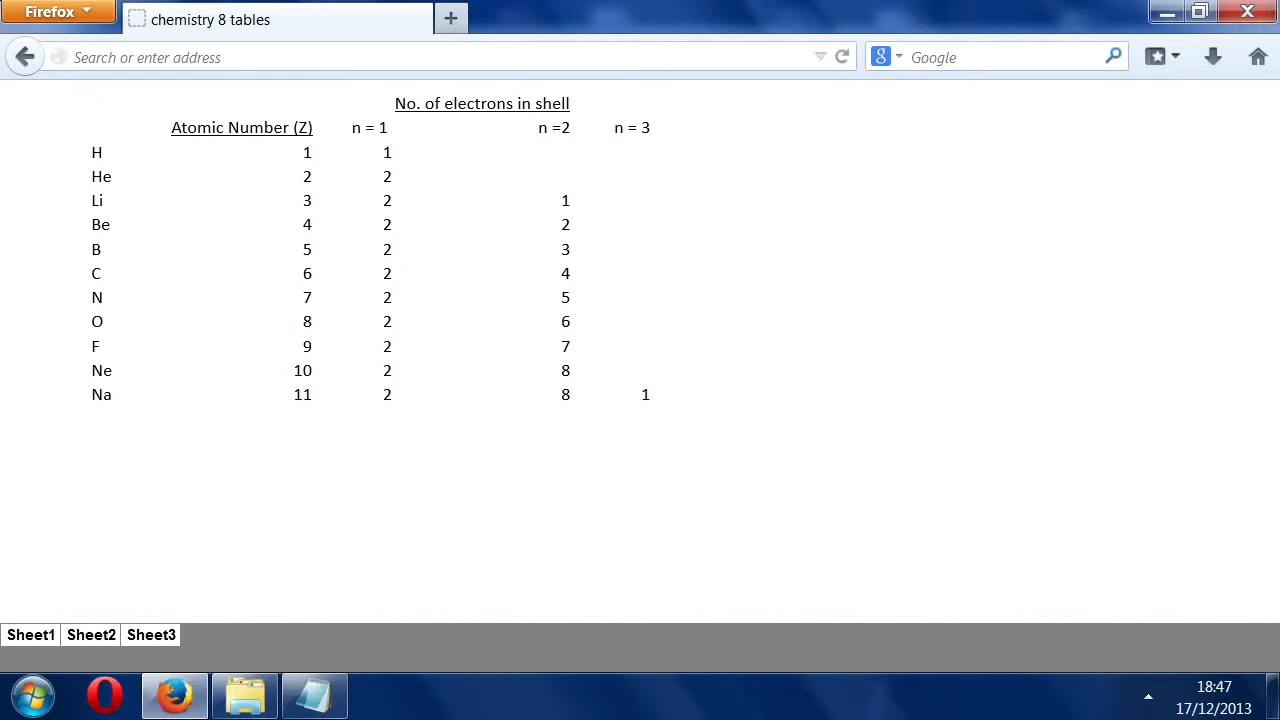 Firefox
chemistry 8 tables
Search or enter address
8 Google
No. of electrons in shell
Atomic Number (Z) n = 1 n =2 n = 3
H 1 1
He 2 2
Li 3 2 1
Be 4 2 2
B 5 2 3
C 6 2 4
N 7 2 5
O 8 2 6
F 9 2 7
Ne 10 2 8
Na 11 2 8 1
Sheet1 Sheet2 Sheet3
18:47
17/12/2013